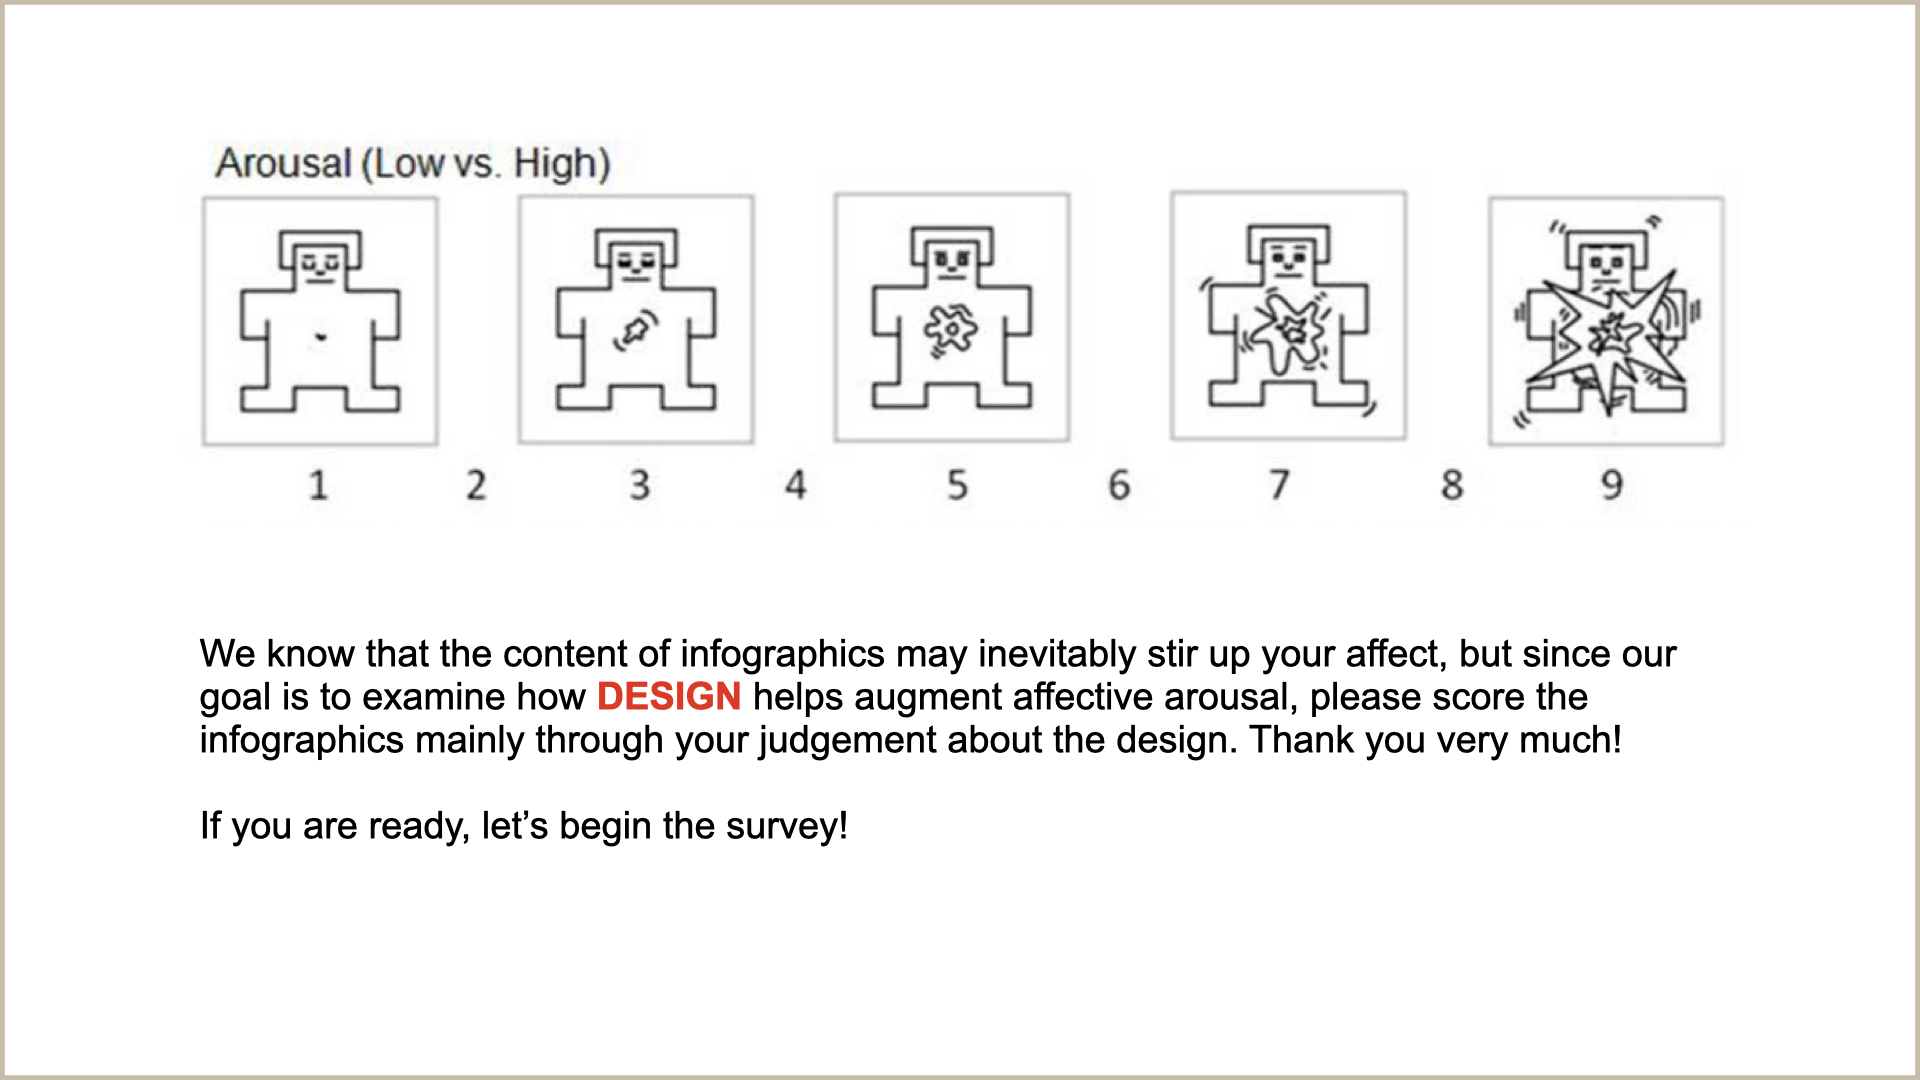 Arousal (Low vs. High)
1 2 3 4 5 6 7 8 9
We know that the content of infographics may inevitably stir up your affect, but since our
goal is to examine how DESIGN helps augment affective arousal, please score the
infographics mainly through your judgement about the design. Thank you very much!
If you are ready, let’s begin the survey!